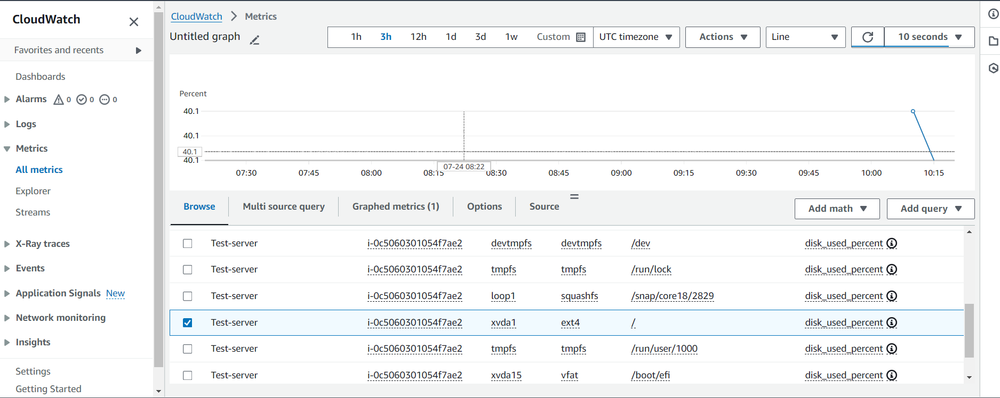 CloudWatch
Favorites and recents
Dashboards
Alarms 0 0 0
Logs
Metrics
All metrics
Explorer
Streams
X-Ray traces
Events
Application Signals New
Network monitoring
Insights
Settings
Getting Started
CloudWatch Metrics
Untitled graph
1h 3h 12h 1d 3d 1w Custom UTC timezone Actions Line 10 seconds
Percent
40.1
40.1
40.1
40.1
07-24 08:22
07:30 07:45 08:00 08:15 08:30 08:45 09:00 09:15 09:30 09:45 10:00 10:15
Browse Multi source query Graphed metrics (1) Options Source Add math Add query
Test-server i-0c5060301054f7ae2 devtmpfs devtmpfs /dev disk_used_percent
Test-server i-0c5060301054f7ae2 tmpfs tmpfs /run/lock disk_used_percent
Test-server i-0c5060301054f7ae2 loop1 squashfs /snap/core18/2829 disk_used_percent
Test-server i-0c5060301054f7ae2 xvda1 ext4 / disk_used_percent
Test-server i-0c5060301054f7ae2 tmpfs tmpfs /run/user/1000 disk_used_percent
Test-server i-0c5060301054f7ae2 xvda15 vfat /boot/efi disk_used_percent